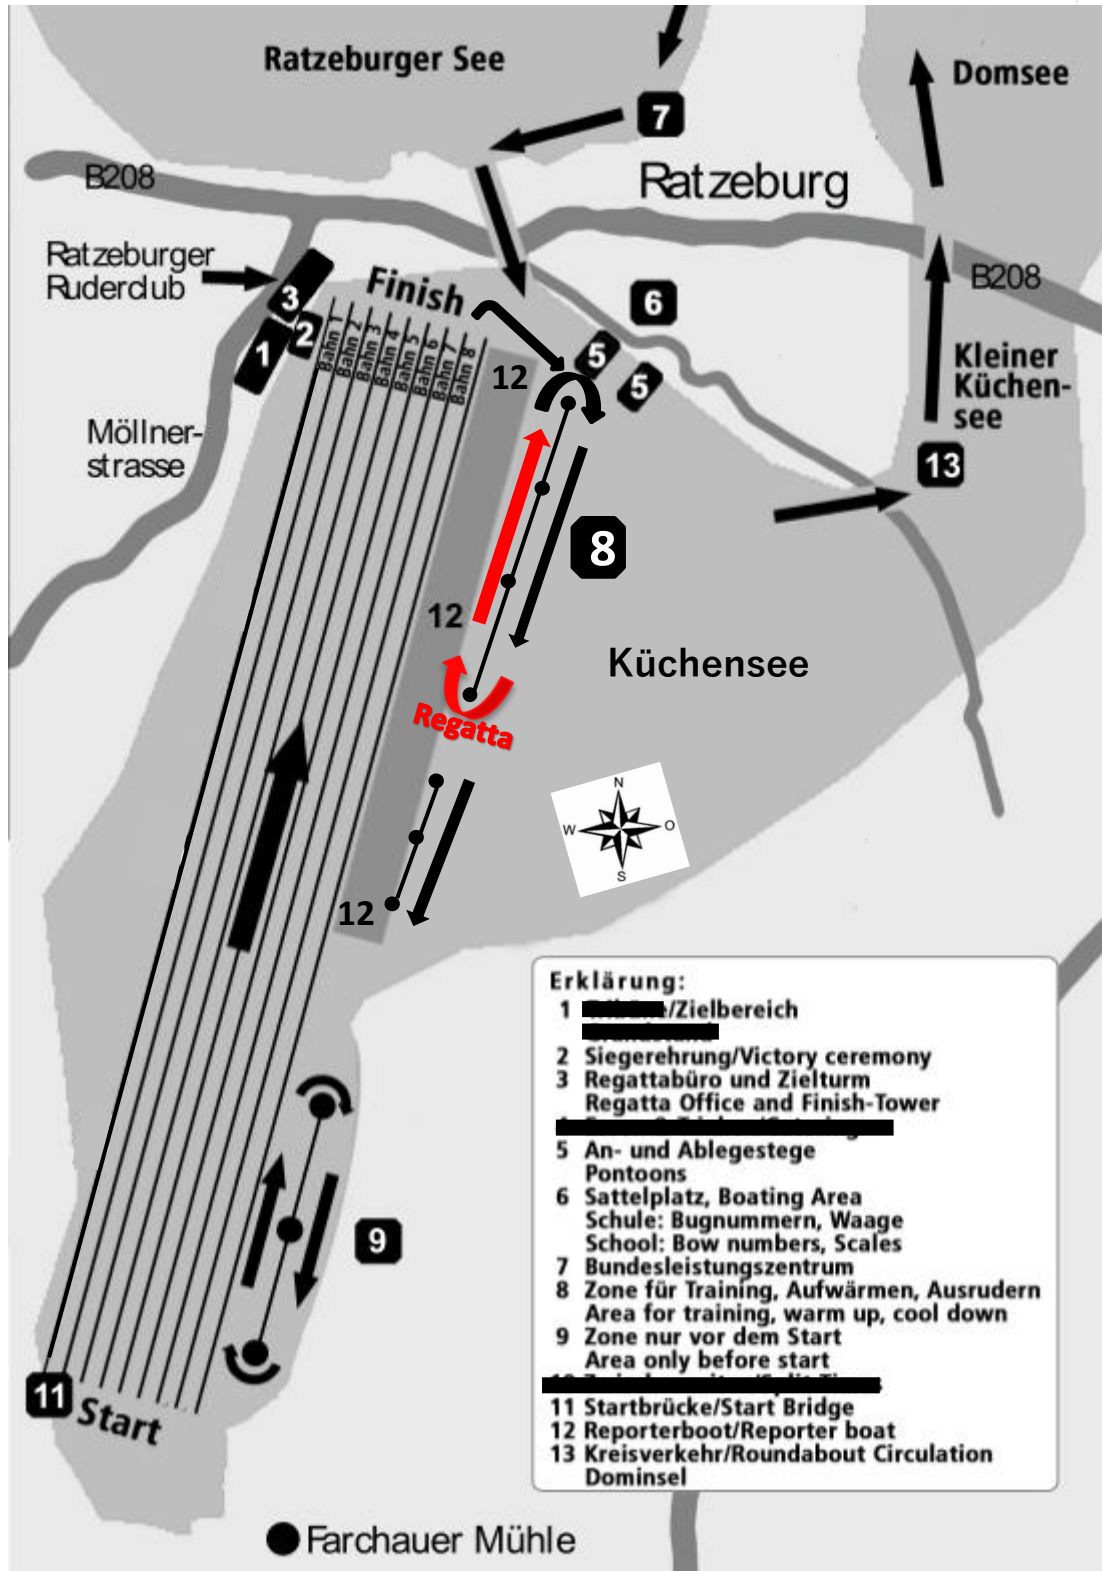 Ratzeburger See
Domsee
7
B208
Ratzeburg
Ratzeburger
Ruderclub
B208
Finish
6
3
2
1
5
5
Bahn 1
Bahn 2
Bahn 3
Bahn 4
Bahn 5
Bahn 6
Bahn 7
Bahn 8
12
Kleiner
Küchen-
see
Möllner-
strasse
13
8
12
Küchensee
Regatta
N
W
O
S
12
9
11
Start
Farchauer Mühle
Erklärung:
1 /Zielbereich
2 Siegerehrung/Victory ceremony
3 Regattabüro und Zielturm
Regatta Office and Finish-Tower
5 An- und Ablegestege
Pontoons
6 Sattelplatz, Boating Area
Schule: Bugnummern, Waage
School: Bow numbers, Scales
7 Bundesleistungszentrum
8 Zone für Training, Aufwärmen, Ausrudern
Area for training, warm up, cool down
9 Zone nur vor dem Start
Area only before start
11 Startbrücke/Start Bridge
12 Reporterboot/Reporter boat
13 Kreisverkehr/Roundabout Circulation
Dominsel